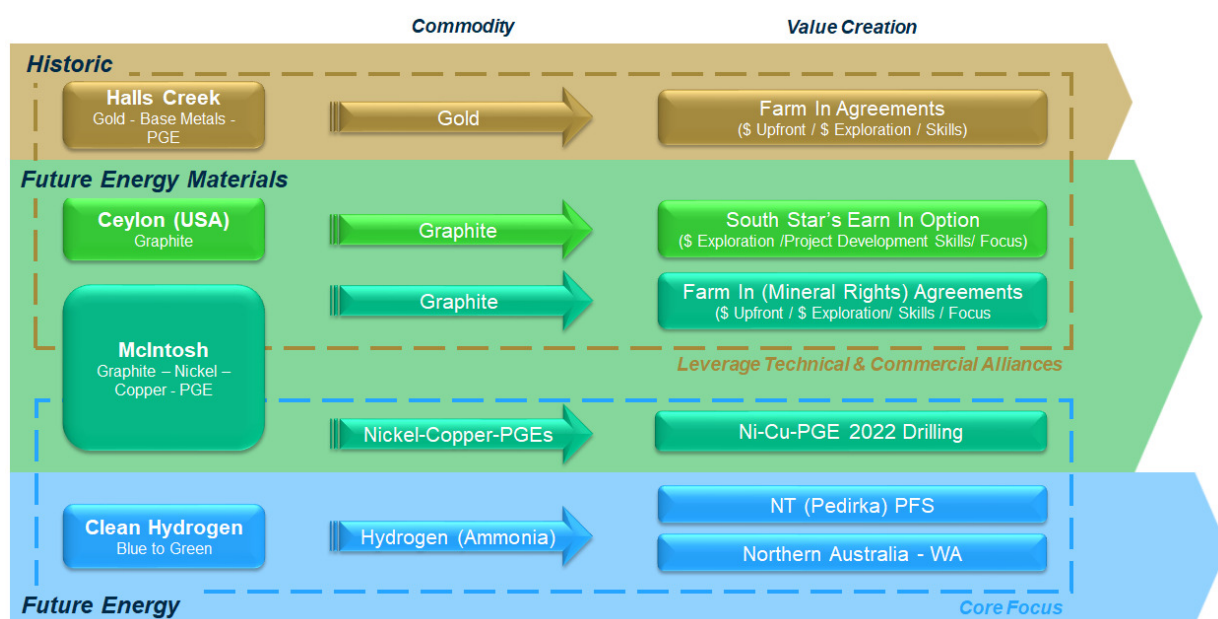 Commodity
Value Creation
Historic
Halls Creek
Gold - Base Metals -
PGE
Gold
Farm In Agreements
($ Upfront / $ Exploration / Skills)
Future Energy Materials
Ceylon (USA)
Graphite
Graphite
South Star's Earn In Option
($ Exploration /Project Development Skills/ Focus)
McIntosh
Graphite – Nickel –
Copper - PGE
Graphite
Farm In (Mineral Rights) Agreements
($ Upfront / $ Exploration/ Skills / Focus
Leverage Technical & Commercial Alliances
Nickel-Copper-PGEs
Ni-Cu-PGE 2022 Drilling
Clean Hydrogen
Blue to Green
Hydrogen (Ammonia)
NT (Pedirka) PFS
Northern Australia - WA
Future Energy
Core Focus